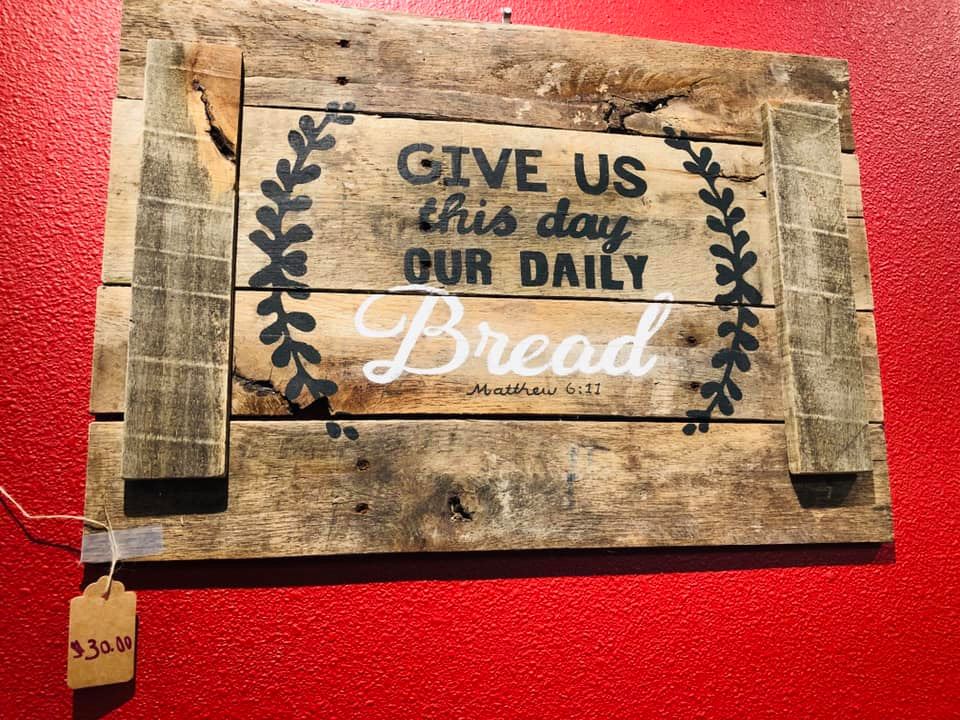 GIVE US
this day
OUR DAILY
Bread
Matthew 6:11
$30.00